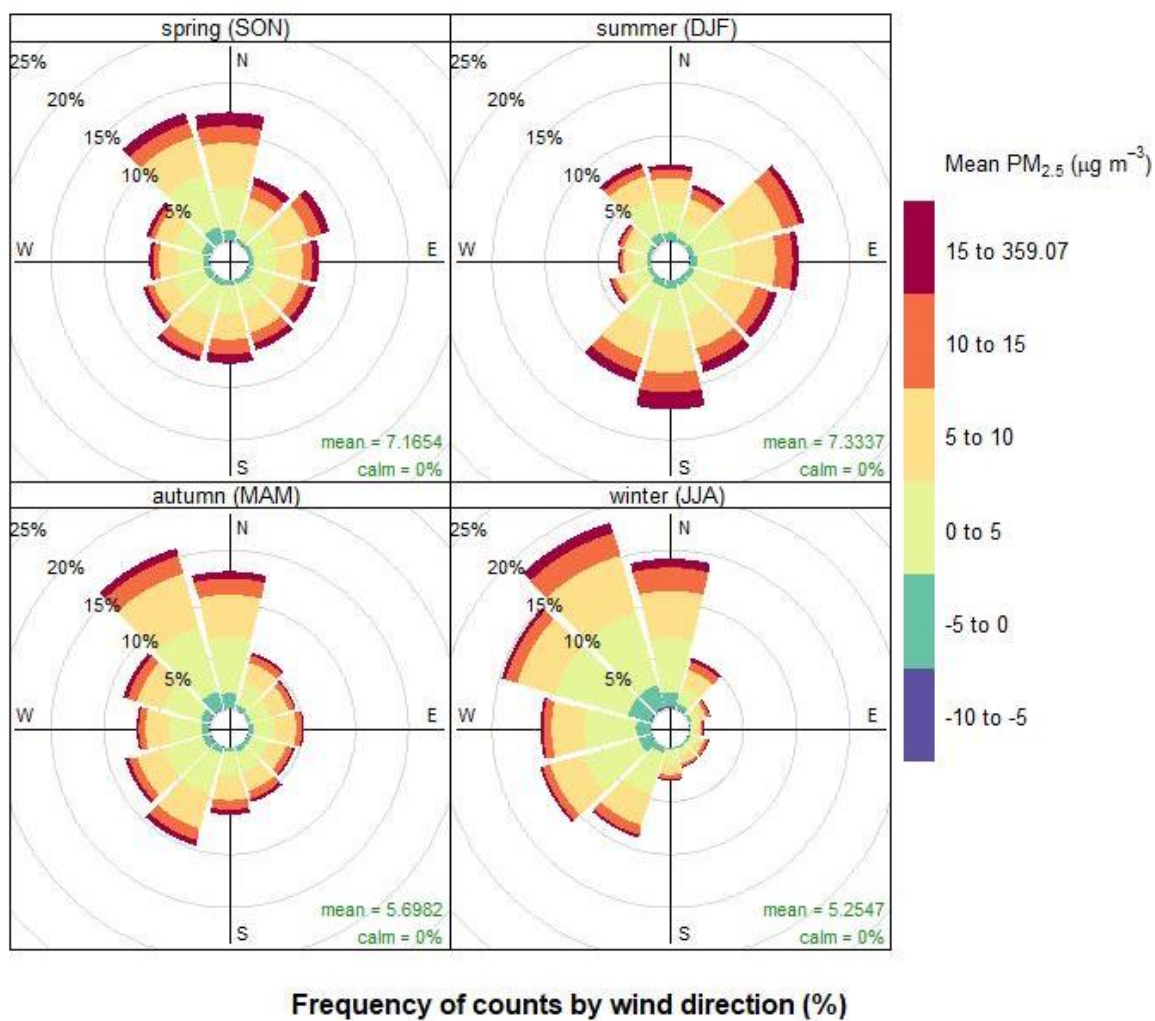 spring (SON)
25%
20%
15%
10%
5%
N
W
E
S
mean = 7.1654
calm = 0%
summer (DJF)
25%
20%
15%
10%
5%
N
W
E
S
mean = 7.3337
calm = 0%
autumn (MAM)
25%
20%
15%
10%
5%
N
W
E
S
mean = 5.6982
calm = 0%
winter (JJA)
25%
20%
15%
10%
5%
N
W
E
S
mean = 5.2547
calm = 0%
Mean PM₂.₅ (μg m⁻³)
15 to 359.07
10 to 15
5 to 10
0 to 5
-5 to 0
-10 to -5
Frequency of counts by wind direction (%)